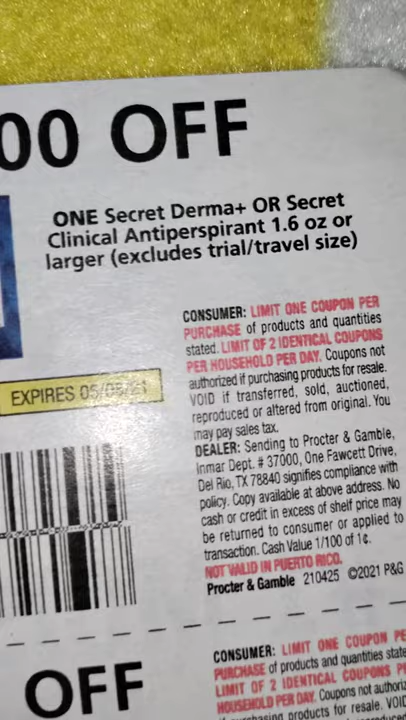 00 OFF
ONE Secret Derma+ OR Secret
Clinical Antiperspirant 1.6 oz or
larger (excludes trial/travel size)
CONSUMER: LIMIT ONE COUPON PER
PURCHASE of products and quantities
stated. LIMIT OF 2 IDENTICAL COUPONS
PER HOUSEHOLD PER DAY. Coupons not
authorized if purchasing products for resale.
VOID if transferred, sold, auctioned,
reproduced or altered from original. You
may pay sales tax.
EXPIRES
DEALER: Sending to Procter & Gamble,
Inmar Dept. # 37000, One Fawcett Drive,
Del Rio, TX 78840 signifies compliance with
policy. Copy available at above address. No
cash or credit in excess of shelf price may
be returned to consumer or applied to
transaction. Cash Value 1/100 of 1¢.
NOT VALID IN PUERTO RICO.
Procter & Gamble 210425 ©2021 P&G
OFF
CONSUMER: LIMIT ONE COUPON PE
PURCHASE of products and quantities state
LIMIT OF 2 IDENTICAL COUPONS P
HOUSEHOLD PER DAY. Coupons not authoriz
products for resale. VOID